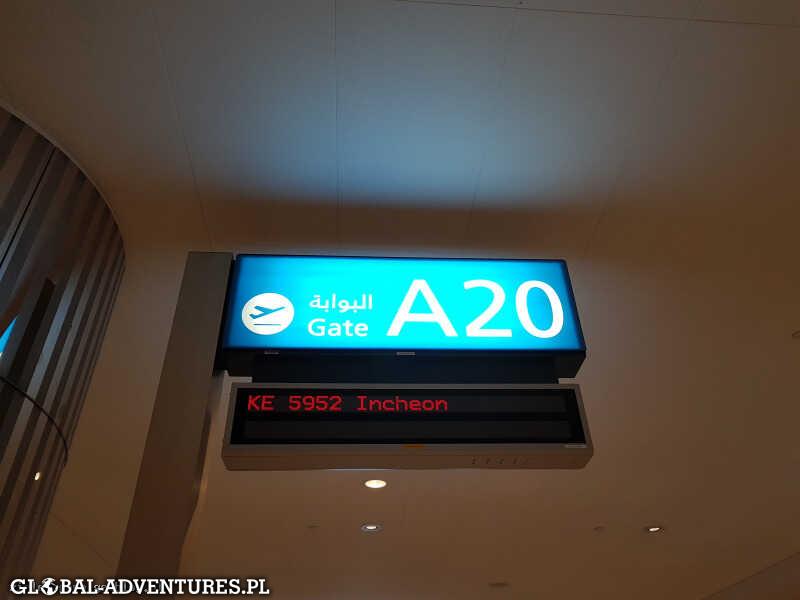 البوابة
Gate
A20
KE 5952 Incheon
GLOBAL-ADVENTURES.PL